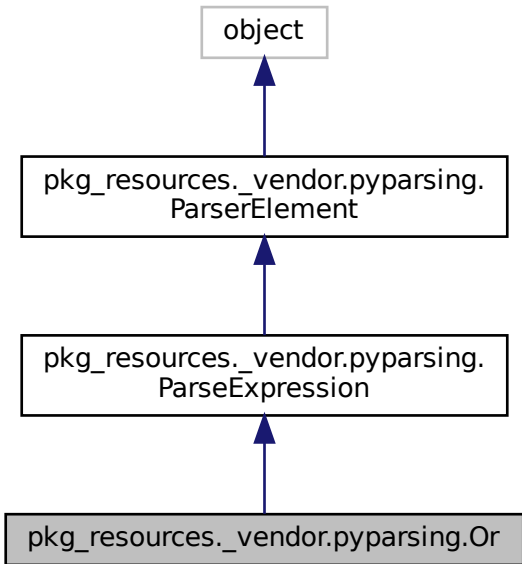 object
pkg_resources._vendor.pyparsing.
ParserElement
pkg_resources._vendor.pyparsing.
ParseExpression
pkg_resources._vendor.pyparsing.Or